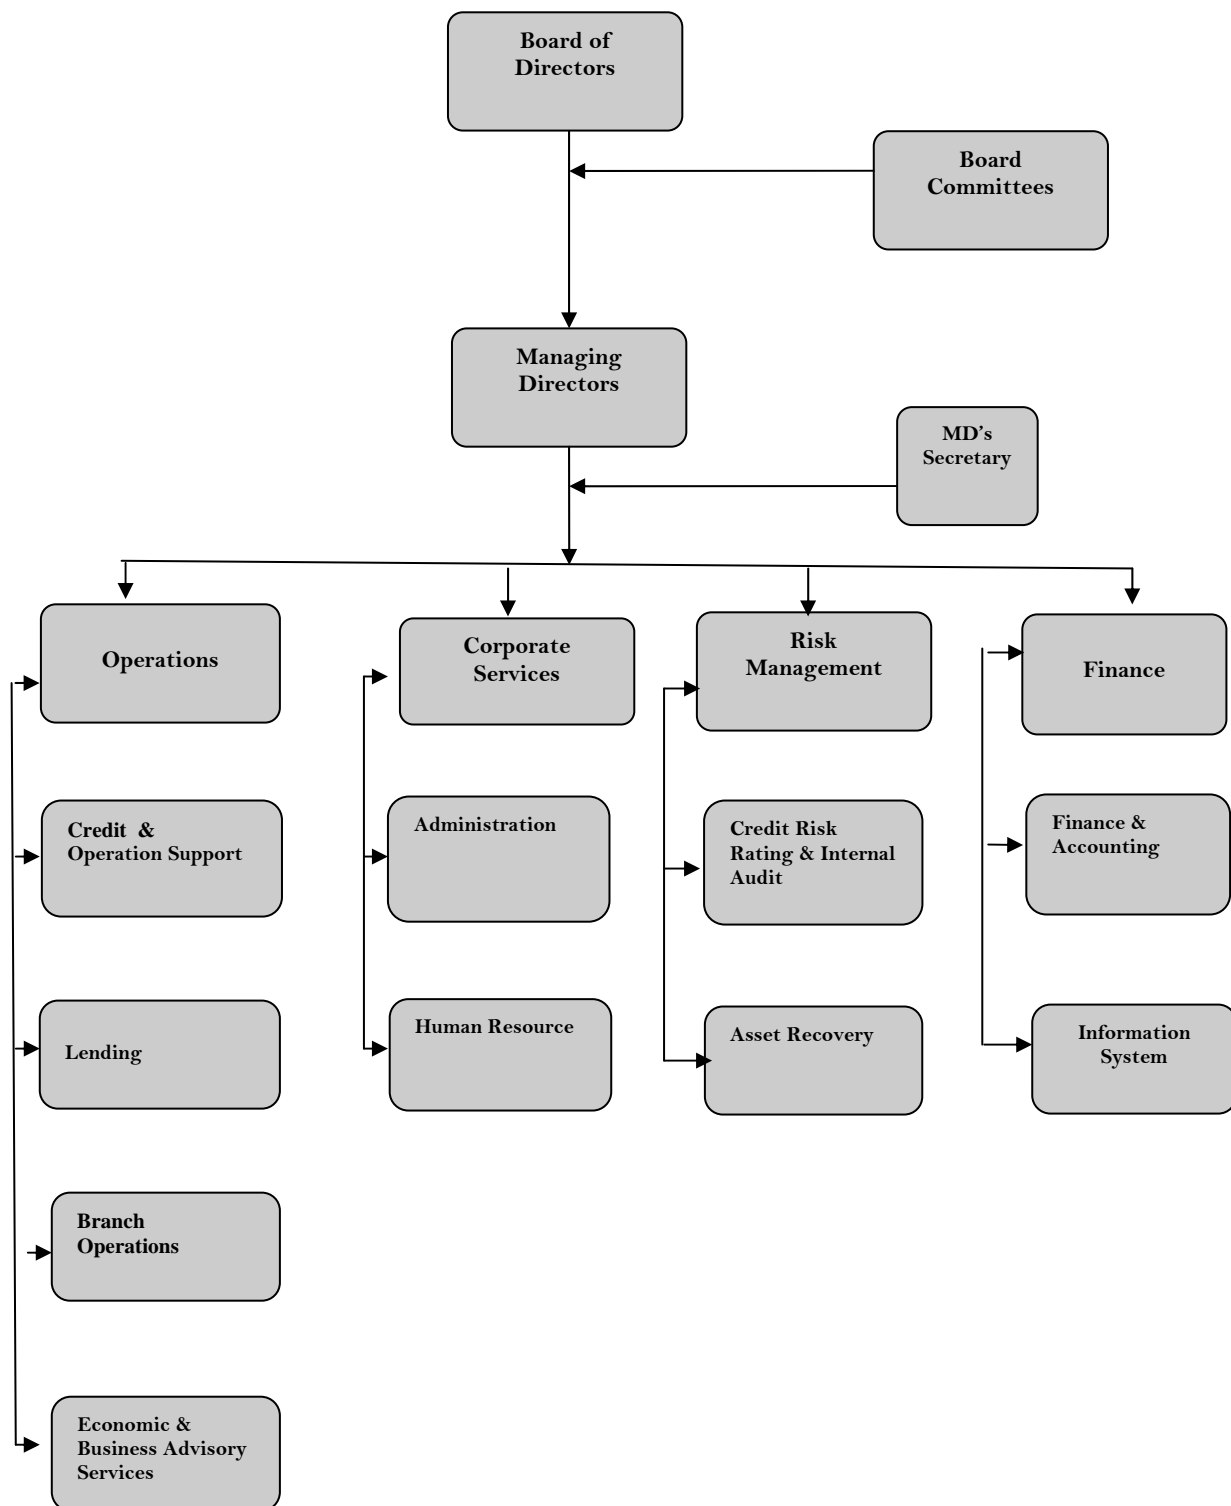 Board of
Directors
Board
Committees
Managing
Directors
MD’s
Secretary
Operations
Corporate
Services
Risk
Management
Finance
Credit &
Operation Support
Administration
Credit Risk
Rating & Internal
Audit
Finance &
Accounting
Lending
Human Resource
Asset Recovery
Information
System
Branch
Operations
Economic &
Business Advisory
Services